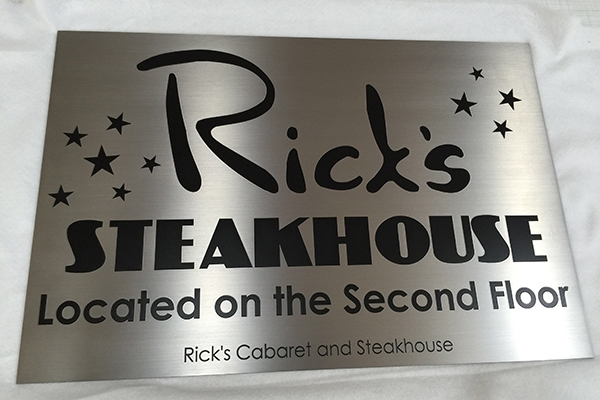 Rick's
STEAKHOUSE
Located on the Second Floor
Rick's Cabaret and Steakhouse